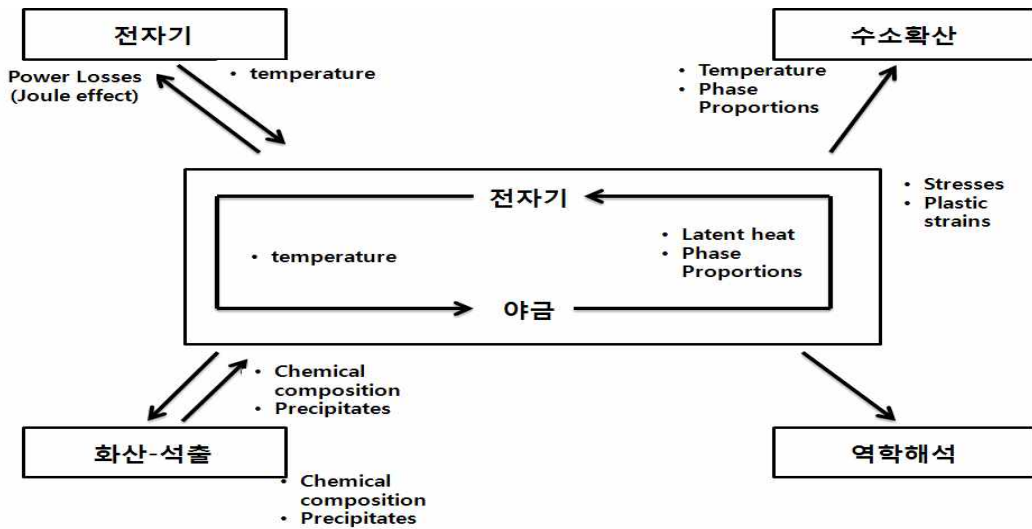 전자기
수소확산
Power Losses
(Joule effect)
• temperature
• Temperature
• Phase
Proportions
전자기
• Stresses
• Plastic
strains
• temperature
• Latent heat
• Phase
Proportions
야금
• Chemical
composition
• Precipitates
화산-석출
역학해석
• Chemical
composition
• Precipitates